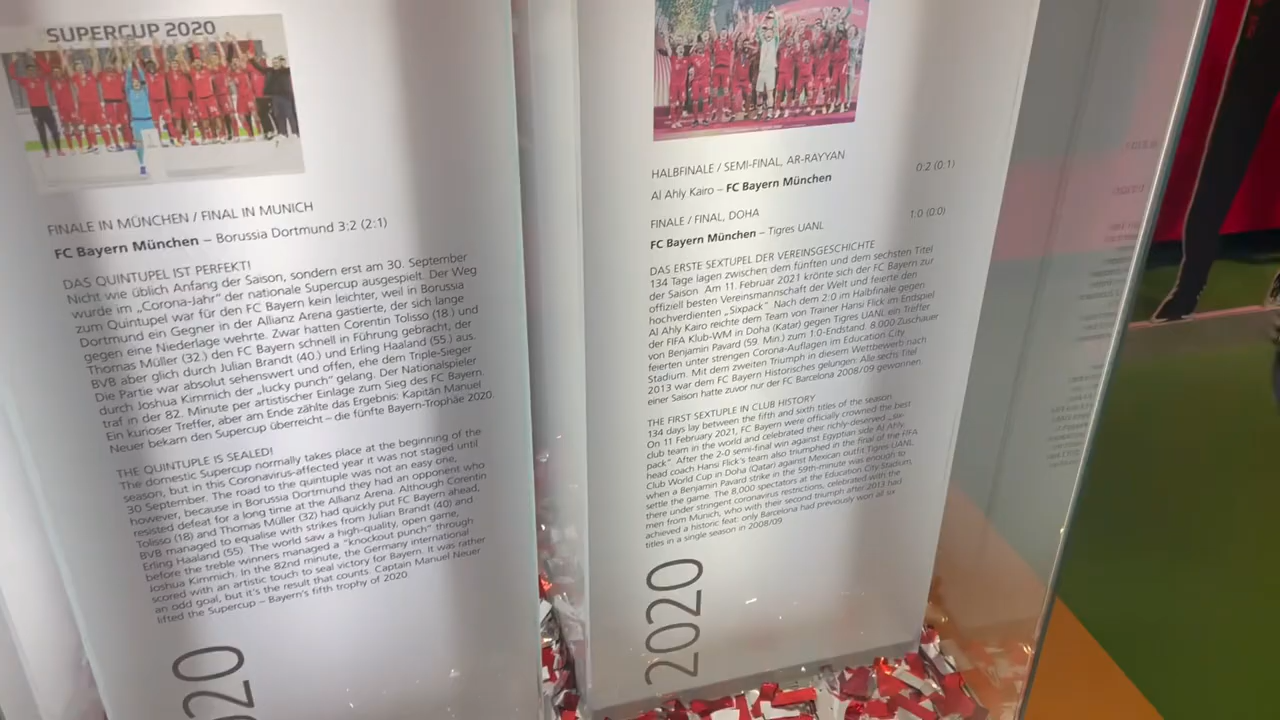 SUPERCUP 2020
FINALE IN MÜNCHEN / FINAL IN MUNICH
FC Bayern München – Borussia Dortmund 3:2 (2:1)
DAS QUINTUPEL IST PERFEKT!
Nicht wie üblich Anfang der Saison, sondern erst am 30. September
wurde im „Corona-Jahr“ der nationale Supercup ausgespielt. Der Weg
zum Quintupel war für den FC Bayern kein leichter, weil in Borussia
Dortmund ein Gegner in der Allianz Arena gastierte, der sich lange
gegen eine Niederlage wehrte. Zwar hatten Corentin Tolisso (18.) und
Thomas Müller (32.) den FC Bayern schnell in Führung gebracht, der
BVB aber glich durch Julian Brandt (40.) und Erling Haaland (55.) aus.
Die Partie war absolut sehenswert und offen, ehe dem Triple-Sieger
durch Joshua Kimmich der „lucky punch“ gelang. Der Nationalspieler
traf in der 82. Minute per artistischer Einlage zum Sieg des FC Bayern.
Ein kurioser Treffer, aber am Ende zählte das Ergebnis: Kapitän Manuel
Neuer bekam den Supercup überreicht – die fünfte Bayern-Trophäe 2020.
THE QUINTUPLE IS SEALED!
The domestic Supercup normally takes place at the beginning of the
season, but in this Coronavirus-affected year it was not staged until
30 September. The road to the quintuple was not an easy one,
however, because in Borussia Dortmund they had an opponent who
resisted defeat for a long time at the Allianz Arena. Although Corentin
Tolisso (18) and Thomas Müller (32) had quickly put FC Bayern ahead,
BVB managed to equalise with strikes from Julian Brandt (40) and
Erling Haaland (55). The world saw a high-quality, open game,
before the treble winners managed a “knockout punch” through
Joshua Kimmich. In the 82nd minute, the Germany international
scored with an artistic touch to seal victory for Bayern. It was rather
an odd goal, but it's the result that counts. Captain Manuel Neuer
lifted the Supercup – Bayern's fifth trophy of 2020.
020
HALBFINALE / SEMI-FINAL, AR-RAYYAN
Al Ahly Kairo – FC Bayern München 0:2 (0:1)
FINALE / FINAL, DOHA
FC Bayern München – Tigres UANL 1:0 (0:0)
DAS ERSTE SEXTUPEL DER VEREINSGESCHICHTE
134 Tage lagen zwischen dem fünften und dem sechsten Titel
der Saison. Am 11. Februar 2021 krönte sich der FC Bayern zur
offiziell besten Vereinsmannschaft der Welt und feierte den
hochverdienten „Sixpack“. Nach dem 2:0 im Halbfinale gegen
Al Ahly Kairo reichte dem Team von Trainer Hansi Flick im Endspiel
der FIFA Klub-WM in Doha (Katar) gegen Tigres UANL ein Treffer
von Benjamin Pavard (59. Min.) zum 1:0-Endstand. 8.000 Zuschauer
feierten unter strengen Corona-Auflagen im Education City
Stadium. Mit dem zweiten Triumph in diesem Wettbewerb nach
2013 war dem FC Bayern Historisches gelungen: Alle sechs Titel
einer Saison hatte zuvor nur der FC Barcelona 2008/09 gewonnen.
THE FIRST SEXTUPLE IN CLUB HISTORY
134 days lay between the fifth and sixth titles of the season.
On 11 February 2021, FC Bayern were officially crowned the best
club team in the world and celebrated their richly-deserved „six-
pack“. After the 2-0 semi-final win against Egyptian side Al Ahly,
head coach Hansi Flick's team also triumphed in the final of the FIFA
Club World Cup in Doha (Qatar) against Mexican outfit Tigres UANL,
when a Benjamin Pavard strike in the 59th-minute was enough to
settle the game. The 8,000 spectators at the Education City Stadium,
there under stringent coronavirus restrictions, celebrated with the
men from Munich, who with their second triumph after 2013 had
achieved a historic feat: only Barcelona had previously won all six
titles in a single season in 2008/09.
2020